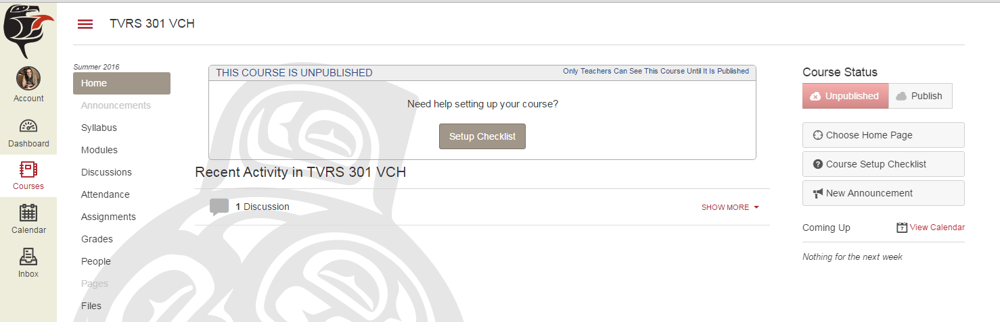 TVRS 301 VCH
Account
Dashboard
Courses
Calendar
Inbox
Summer 2016
Home
Announcements
Syllabus
Modules
Discussions
Attendance
Assignments
Grades
People
Pages
Files
THIS COURSE IS UNPUBLISHED
Only Teachers Can See This Course Until It Is Published
Need help setting up your course?
Setup Checklist
Recent Activity in TVRS 301 VCH
1 Discussion
SHOW MORE
Course Status
Unpublished
Publish
Choose Home Page
Course Setup Checklist
New Announcement
Coming Up
7
View Calendar
Nothing for the next week